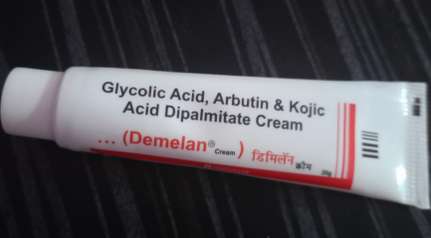 Glycolic Acid, Arbutin & Kojic
Acid Dipalmitate Cream
... (Demelan® Cream ) डिमिलॅन क्रीम